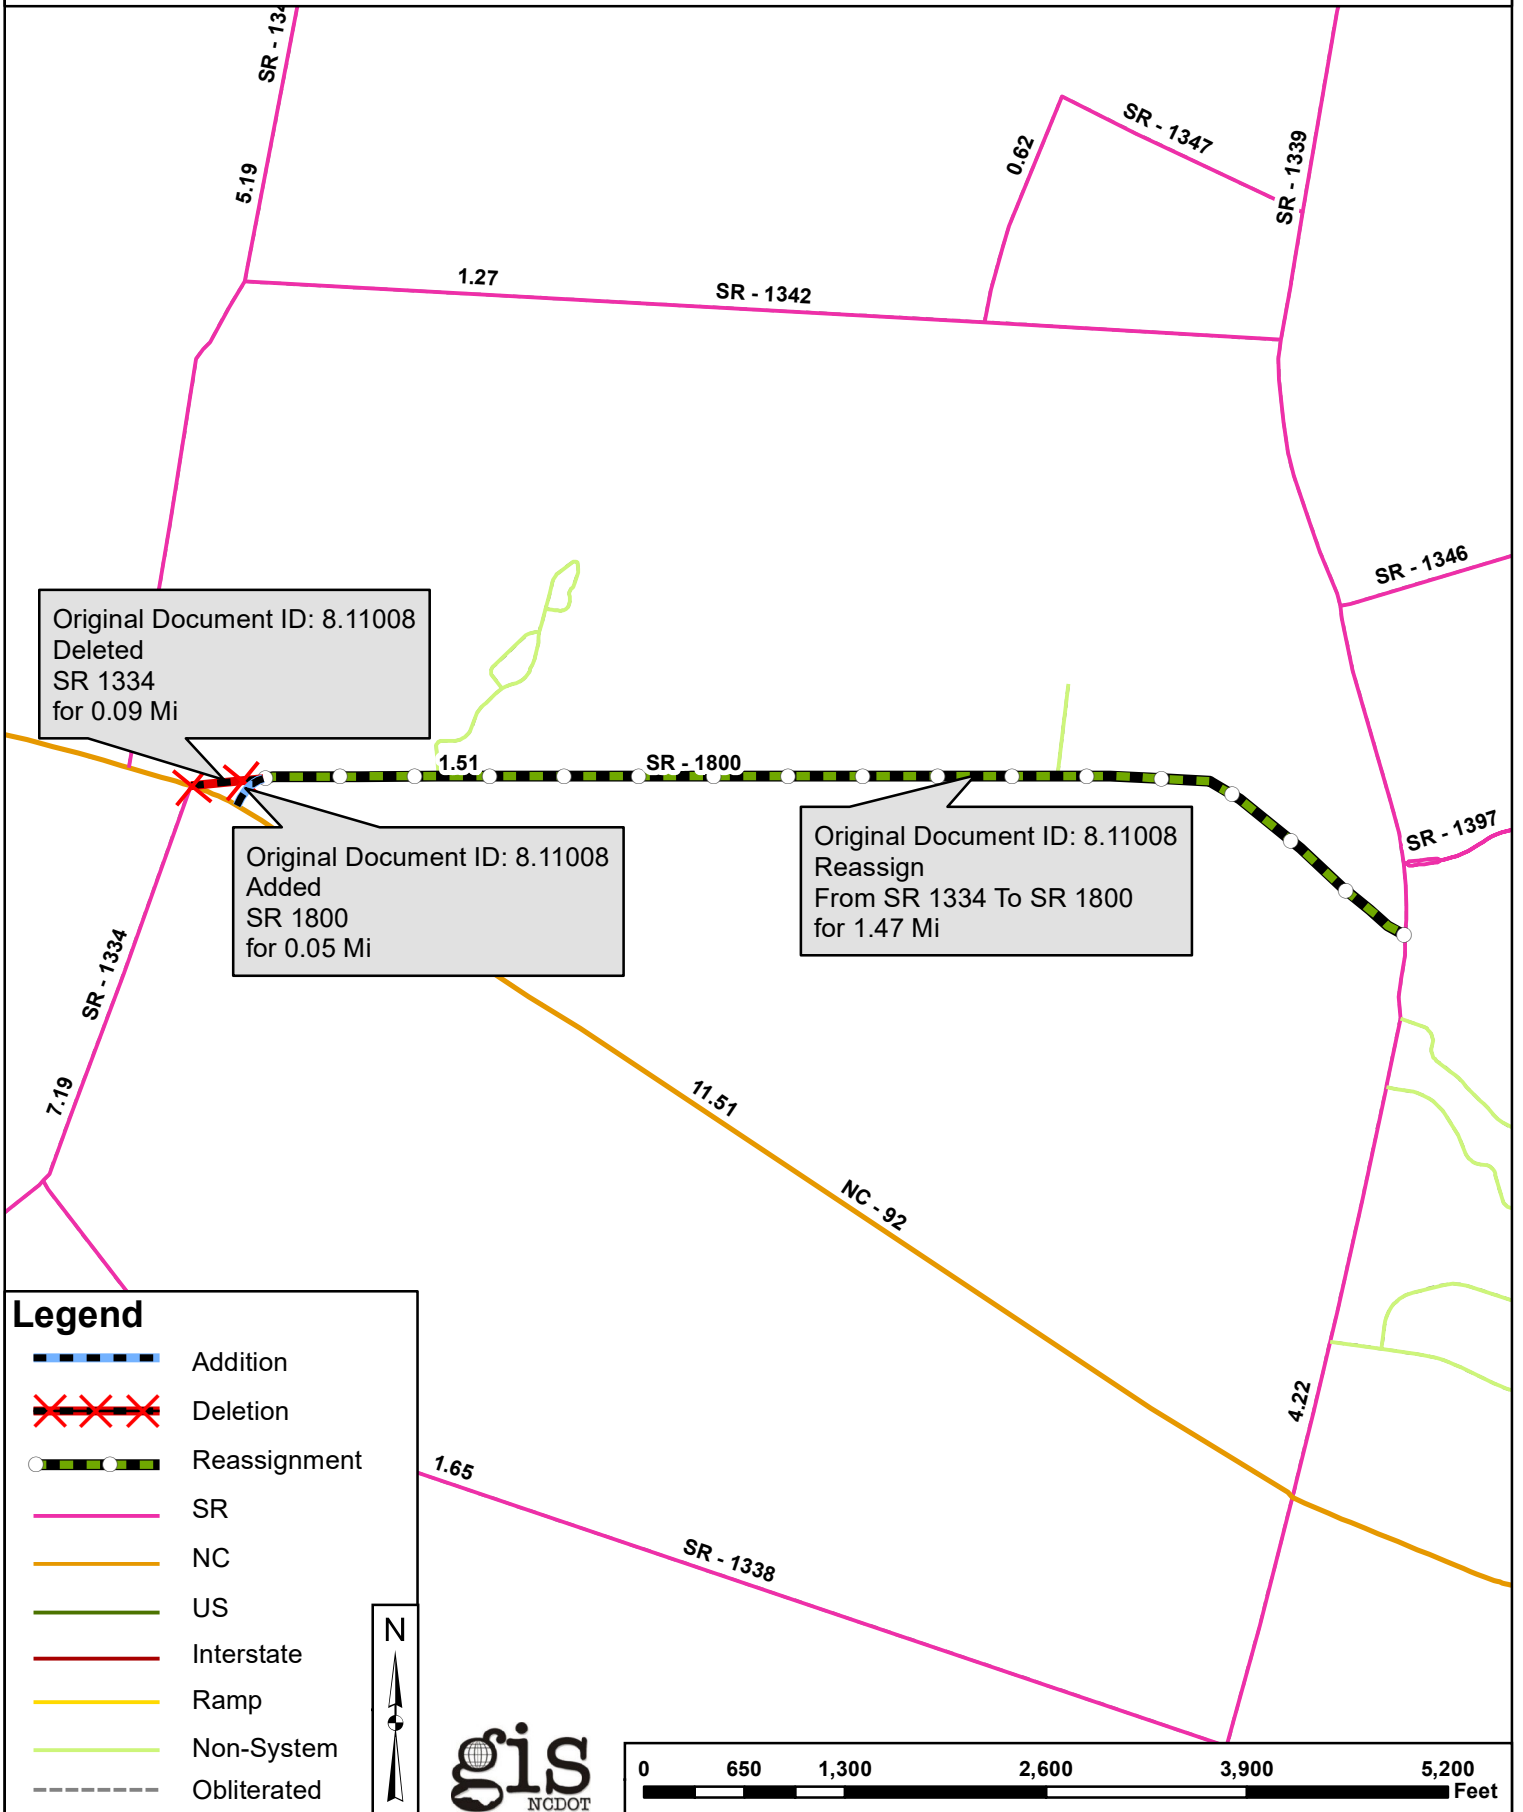 SR - 134
5.19
0.62
SR - 1347
SR - 1339
1.27
SR - 1342
SR - 1346
Original Document ID: 8.11008
Deleted
SR 1334
for 0.09 Mi
1.51
SR - 1800
Original Document ID: 8.11008
Added
SR 1800
for 0.05 Mi
Original Document ID: 8.11008
Reassign
From SR 1334 To SR 1800
for 1.47 Mi
SR - 1397
SR - 1334
7.19
11.51
NC - 92
4.22
1.65
SR - 1338
Legend
Addition
Deletion
Reassignment
SR
NC
US
Interstate
Ramp
Non-System
Obliterated
N
gis
NCDOT
0 650 1,300 2,600 3,900 5,200
Feet